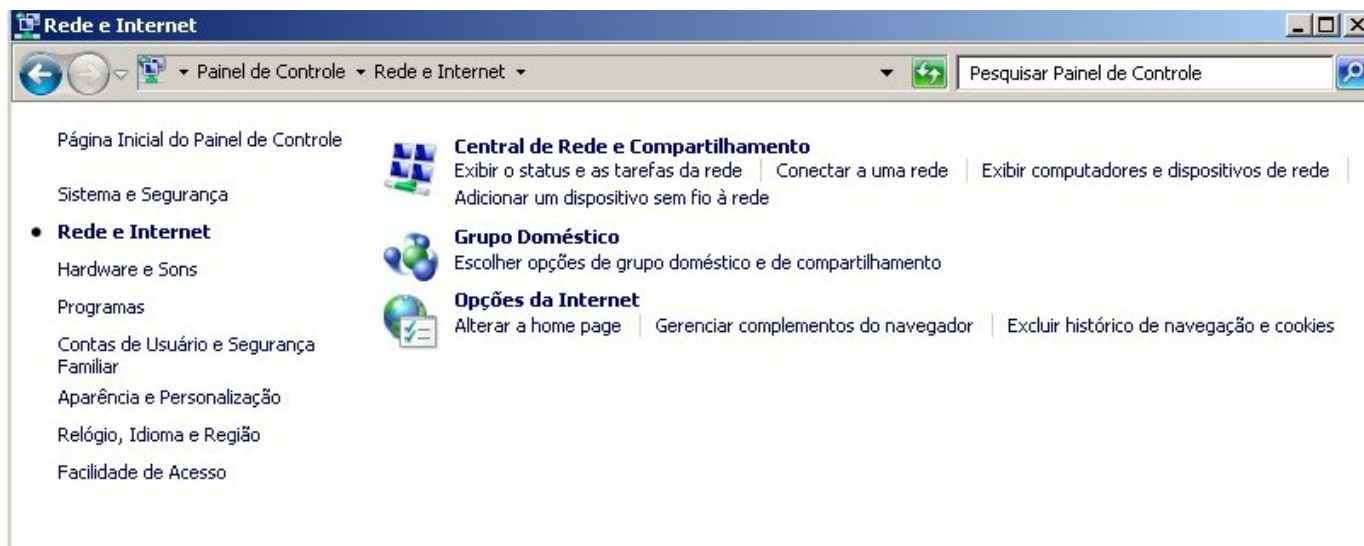 Rede e Internet
Painel de Controle Rede e Internet
Pesquisar Painel de Controle
Página Inicial do Painel de Controle
Sistema e Segurança
Rede e Internet
Hardware e Sons
Programas
Contas de Usuário e Segurança
Familiar
Aparência e Personalização
Relógio, Idioma e Região
Facilidade de Acesso
Central de Rede e Compartilhamento
Exibir o status e as tarefas da rede Conectar a uma rede Exibir computadores e dispositivos de rede
Adicionar um dispositivo sem fio à rede
Grupo Doméstico
Escolher opções de grupo doméstico e de compartilhamento
Opções da Internet
Alterar a home page Gerenciar complementos do navegador Excluir histórico de navegação e cookies